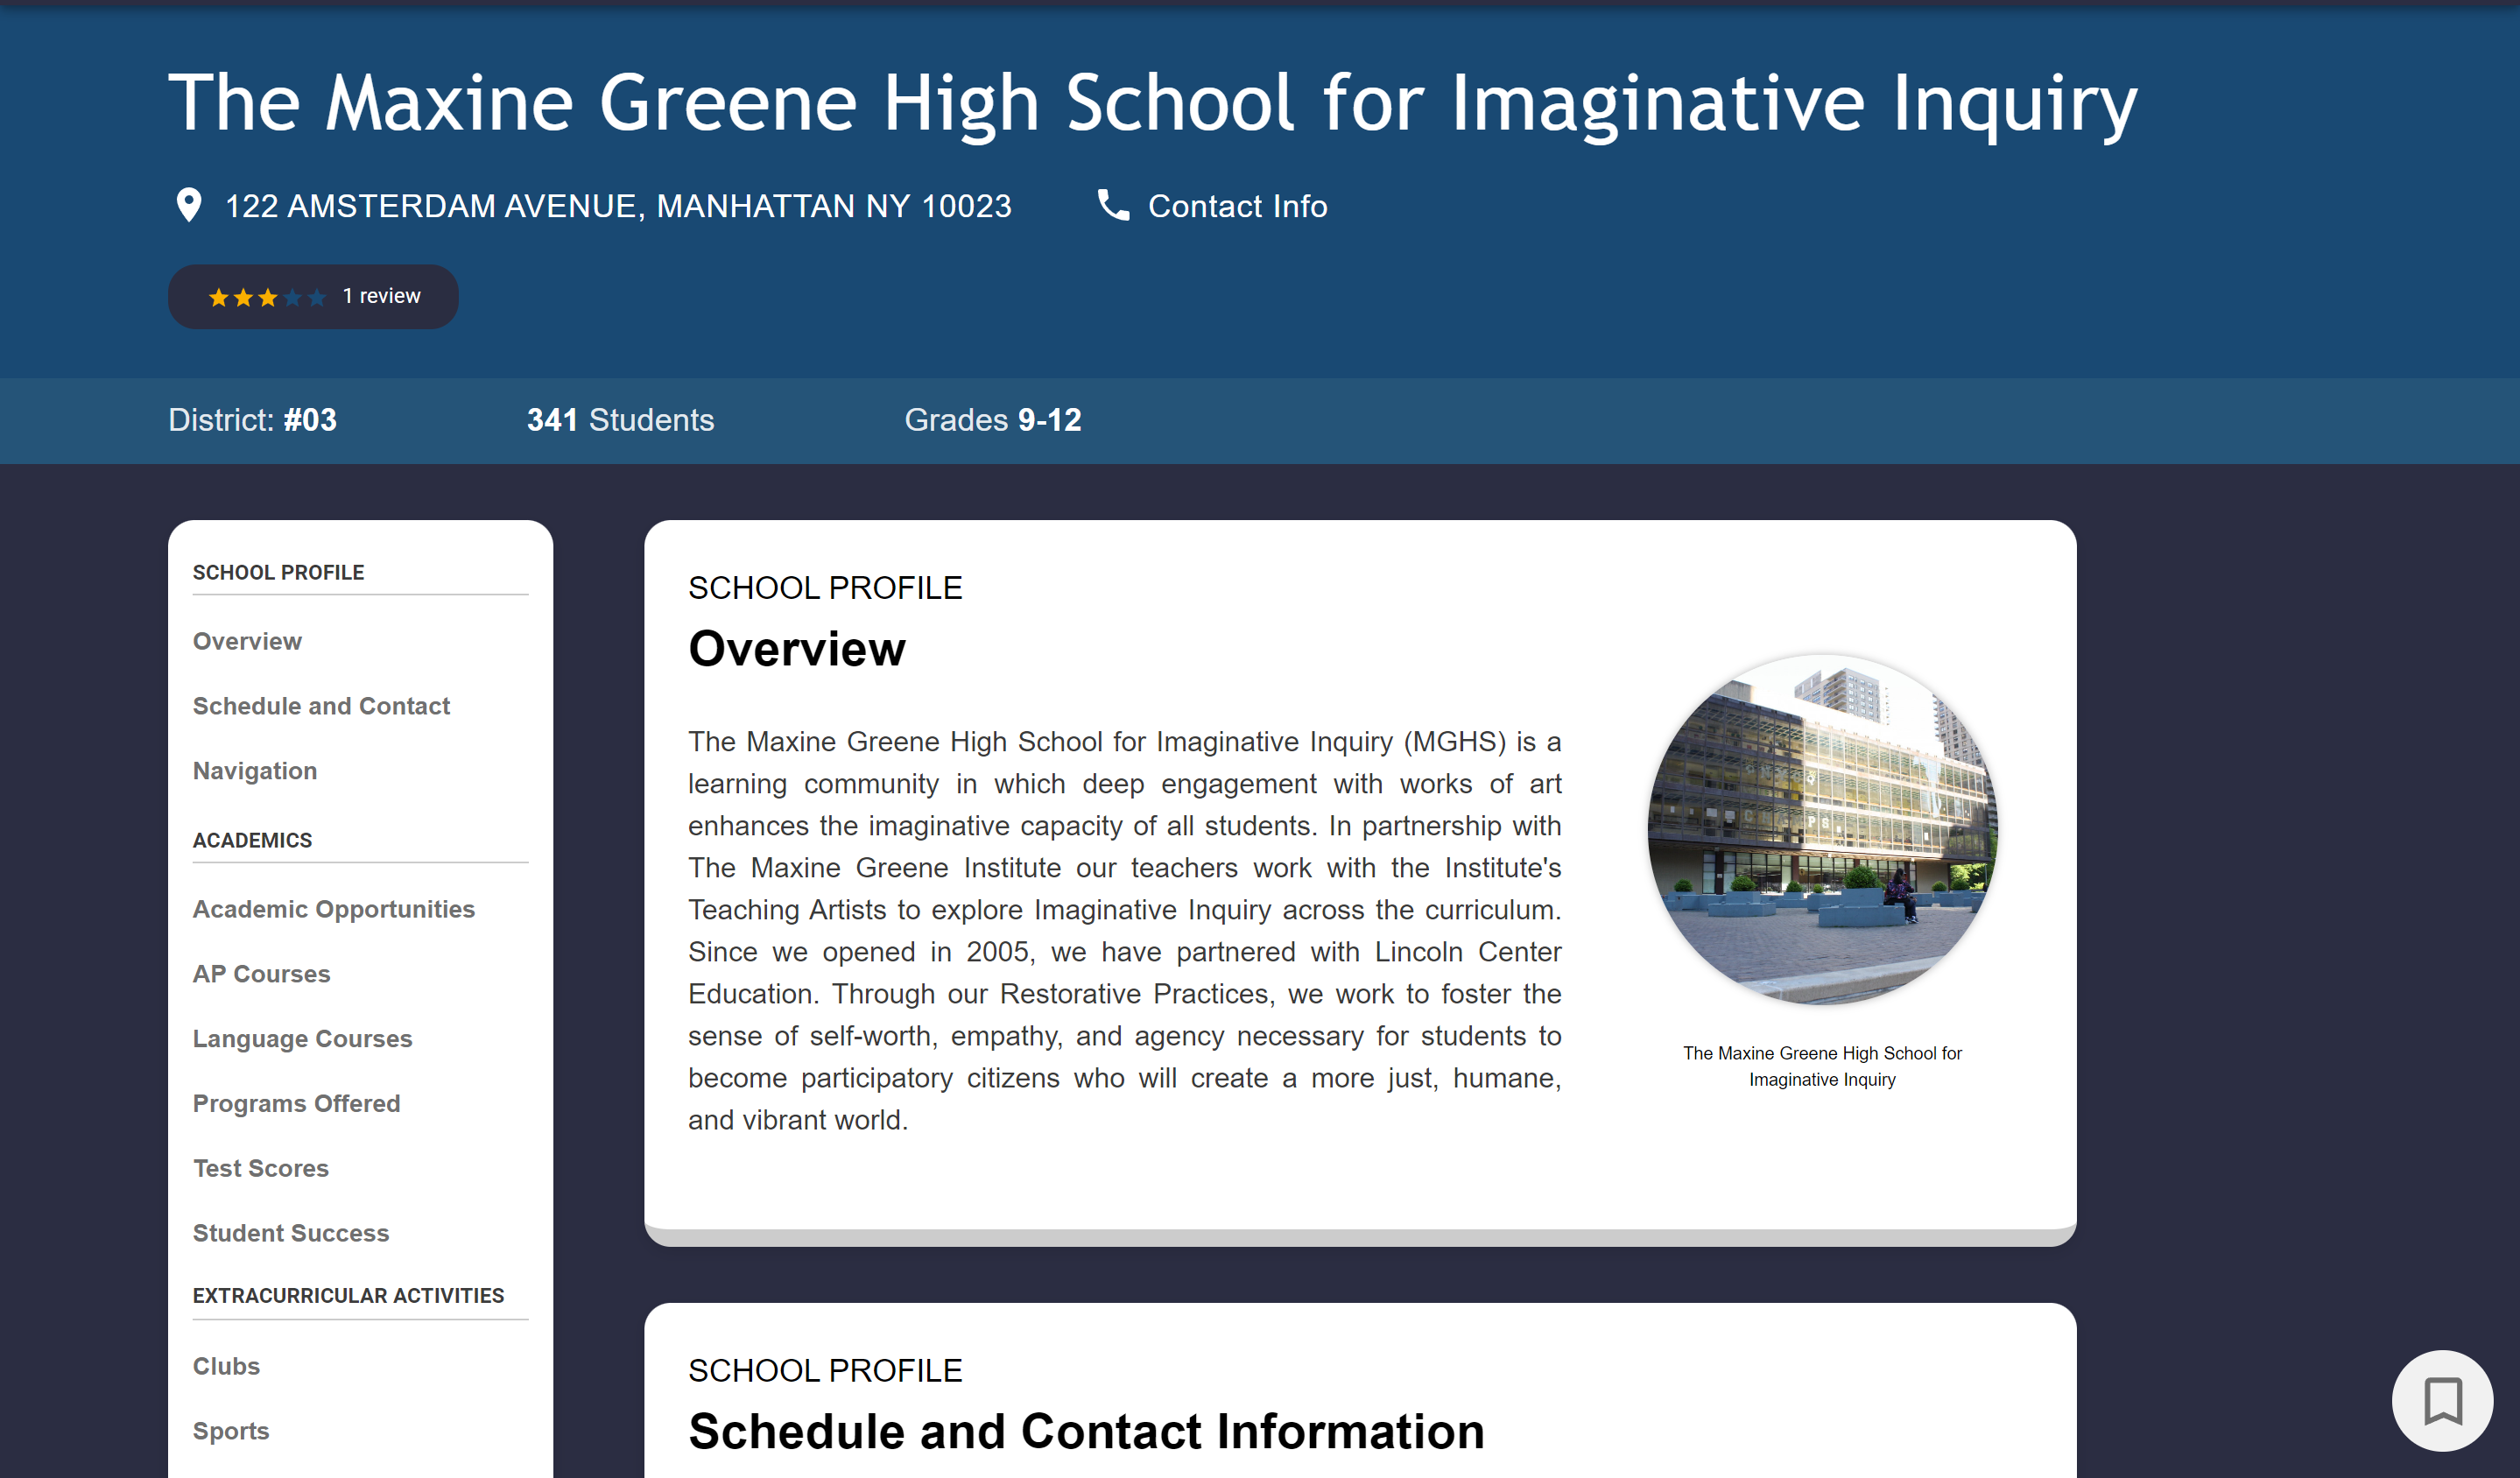 The Maxine Greene High School for Imaginative Inquiry
122 AMSTERDAM AVENUE, MANHATTAN NY 10023
Contact Info
1 review
District: #03
341 Students
Grades 9-12
SCHOOL PROFILE
Overview
Schedule and Contact
Navigation
ACADEMICS
Academic Opportunities
AP Courses
Language Courses
Programs Offered
Test Scores
Student Success
EXTRACURRICULAR ACTIVITIES
Clubs
Sports
SCHOOL PROFILE
Overview
The Maxine Greene High School for Imaginative Inquiry (MGHS) is a
learning community in which deep engagement with works of art
enhances the imaginative capacity of all students. In partnership with
The Maxine Greene Institute our teachers work with the Institute's
Teaching Artists to explore Imaginative Inquiry across the curriculum.
Since we opened in 2005, we have partnered with Lincoln Center
Education. Through our Restorative Practices, we work to foster the
sense of self-worth, empathy, and agency necessary for students to
become participatory citizens who will create a more just, humane,
and vibrant world.
The Maxine Greene High School for
Imaginative Inquiry
SCHOOL PROFILE
Schedule and Contact Information